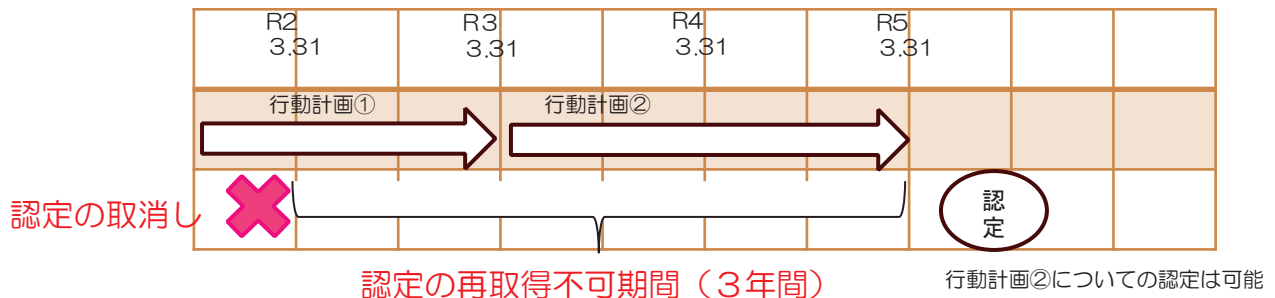 R2
3.31
R3
3.31
R4
3.31
R5
3.31
行動計画①
行動計画②
認定の取消し
認
定
認定の再取得不可期間（３年間）
行動計画②についての認定は可能